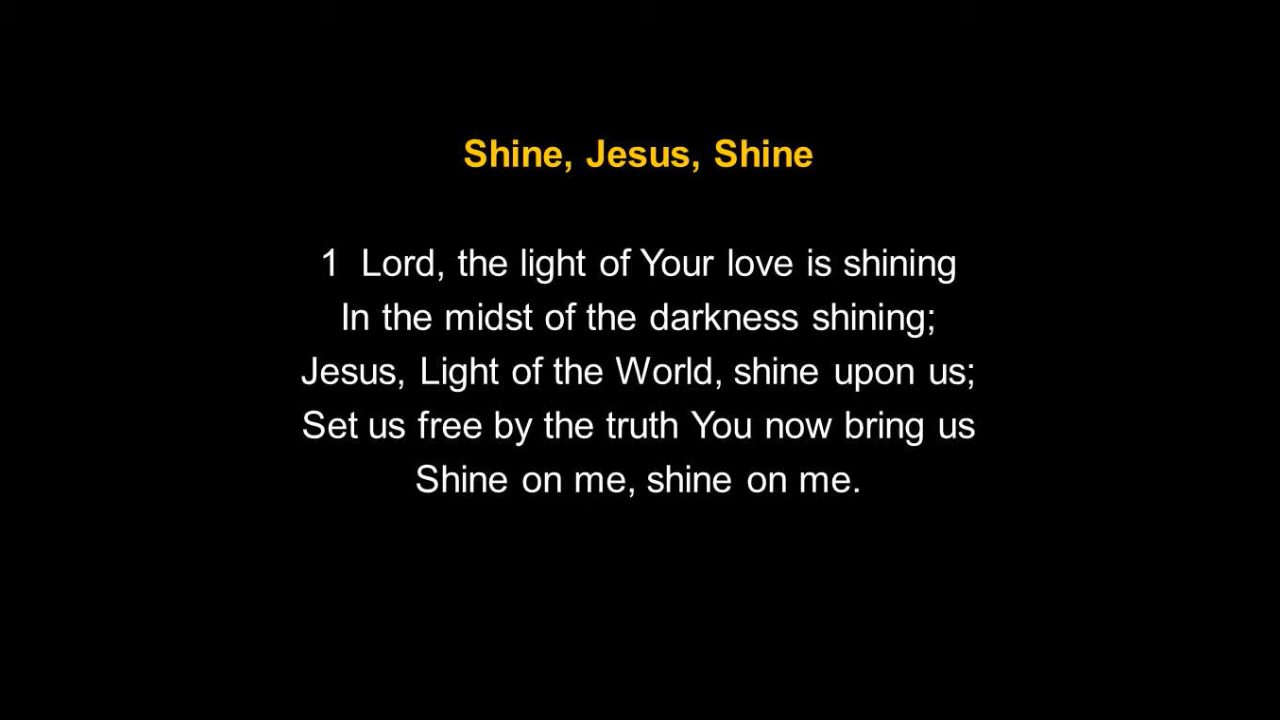 Shine, Jesus, Shine
1 Lord, the light of Your love is shining
In the midst of the darkness shining;
Jesus, Light of the World, shine upon us;
Set us free by the truth You now bring us
Shine on me, shine on me.